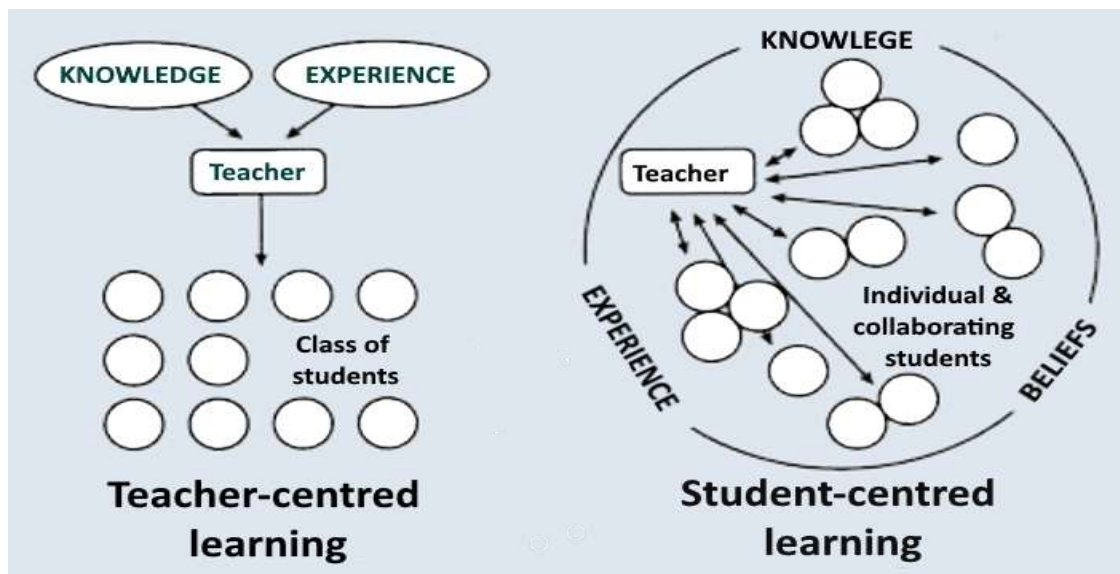 KNOWLEDGE
EXPERIENCE
Teacher
Class of
students
Teacher-centred
learning
KNOWLEGE
Teacher
Individual &
collaborating
students
EXPERIENCE
BELIEFS
Student-centred
learning